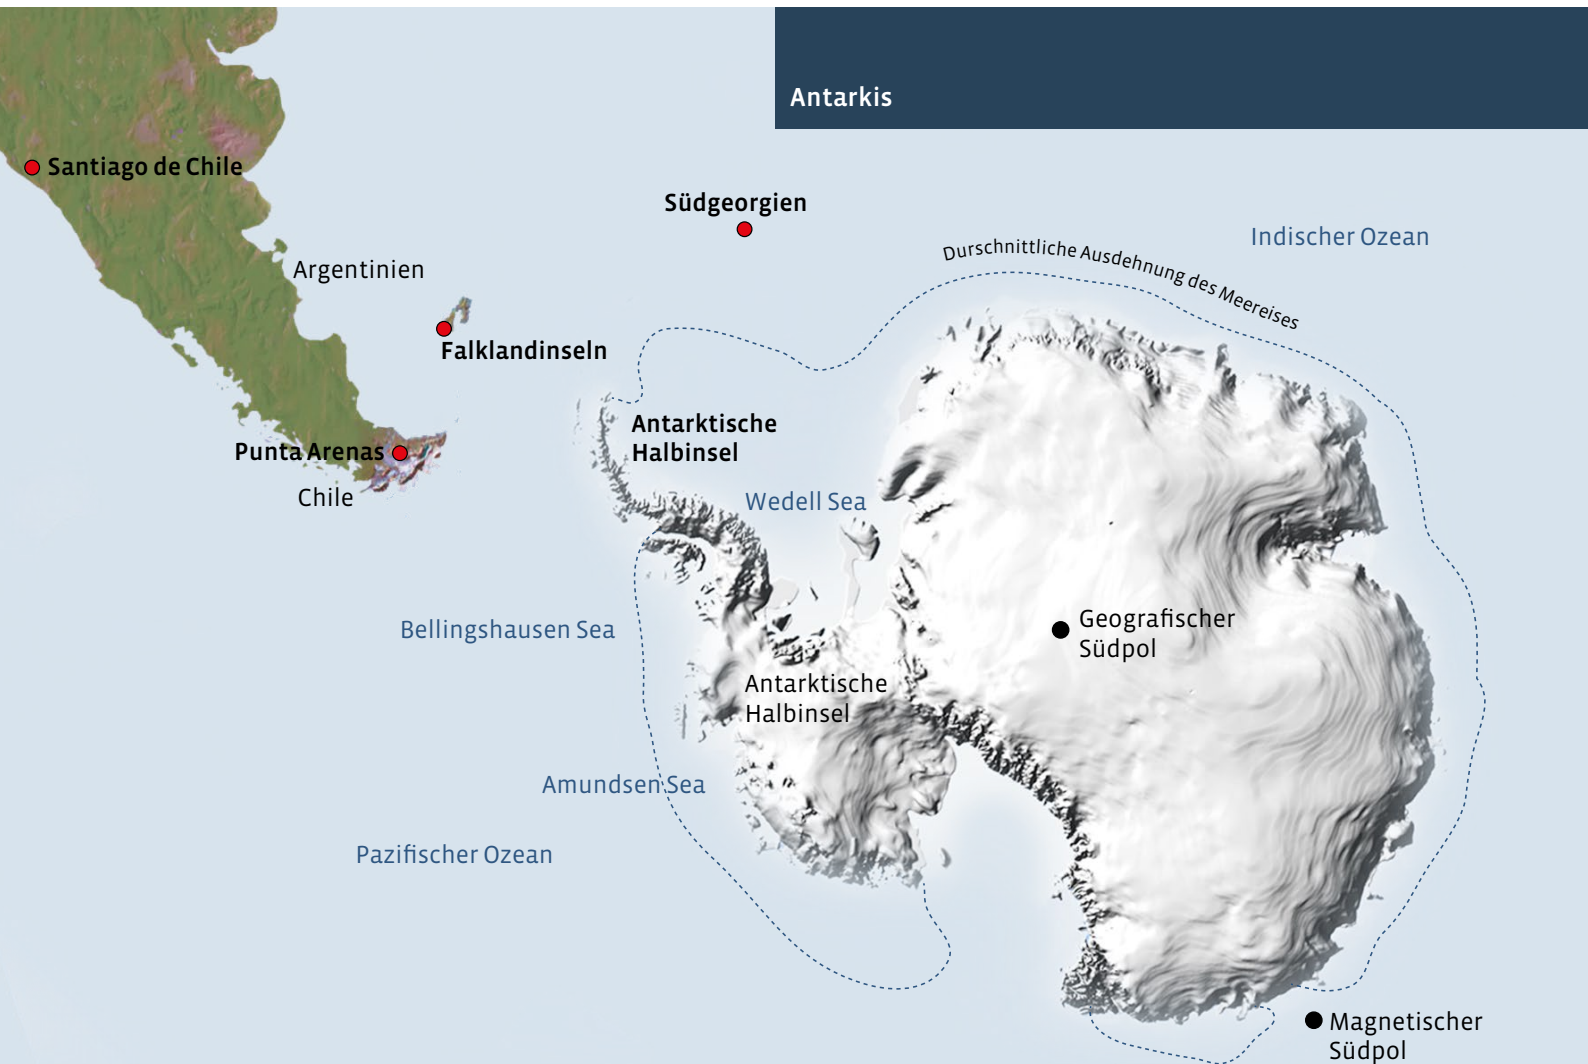 Antarkis
Santiago de Chile
Südgeorgien
Indischer Ozean
Durschnittliche Ausdehnung des Meereises
Argentinien
Falklandinseln
Antarktische
Halbinsel
Punta Arenas
Chile
Wedell Sea
Geografischer
Südpol
Bellingshausen Sea
Antarktische
Halbinsel
Amundsen Sea
Pazifischer Ozean
Magnetischer
Südpol